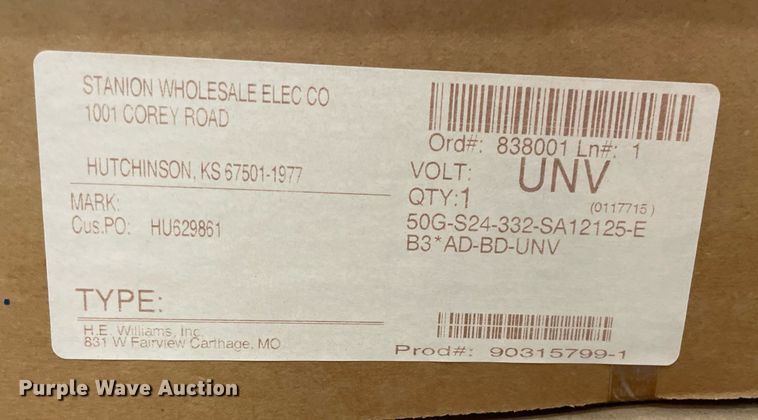 STANION WHOLESALE ELEC CO
1001 COREY ROAD
HUTCHINSON, KS 67501-1977
MARK:
Cus.PO: HU629861
TYPE:
H.E. Williams, Inc.
831 W Fairview Carthage, MO
Ord#: 838001 Ln#: 1
VOLT: UNV
QTY:1 (0117715)
50G-S24-332-SA12125-E
B3*AD-BD-UNV
Prod#: 90315799-1
Purple Wave Auction